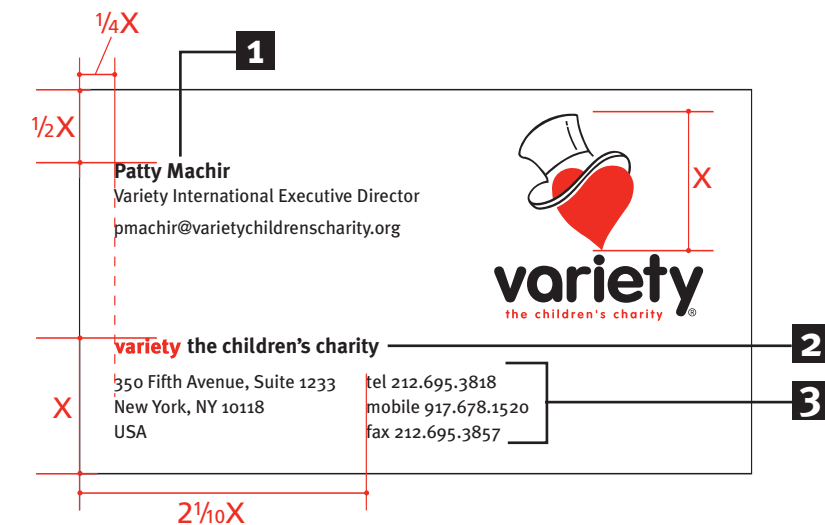 ¼X
1
½X
Patty Machir
Variety International Executive Director
pmachir@varietychildrenscharity.org
X
variety
the children's charity ®
variety the children's charity
2
350 Fifth Avenue, Suite 1233
New York, NY 10118
USA
tel 212.695.3818
mobile 917.678.1520
fax 212.695.3857
3
X
2⅒X